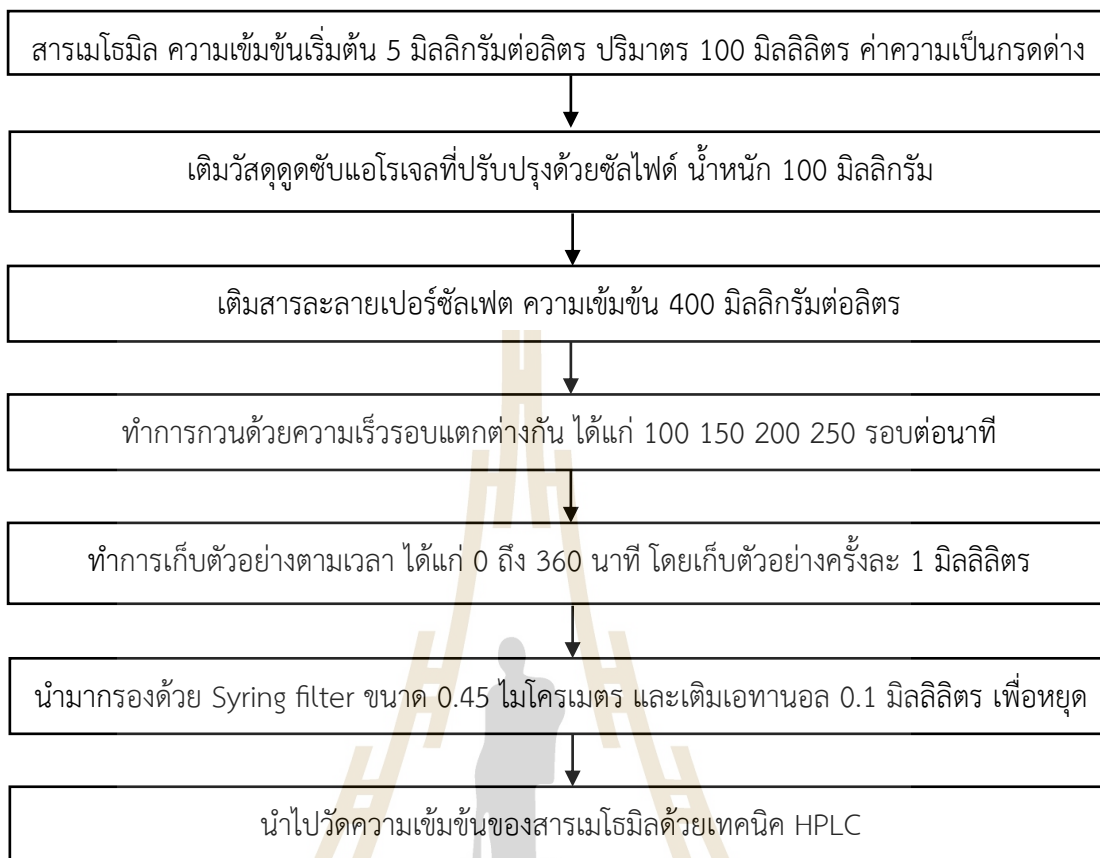 สารเมโธมิล ความเข้มข้นเริ่มต้น 5 มิลลิกรัมต่อลิตร ปริมาตร 100 มิลลิลิตร ค่าความเป็นกรดด่าง
เติมวัสดุดูดซับแอโรเจลที่ปรับปรุงด้วยซัลไฟด์ น้ำหนัก 100 มิลลิกรัม
เติมสารละลายเปอร์ซัลเฟต ความเข้มข้น 400 มิลลิกรัมต่อลิตร
ทำการกวนด้วยความเร็วรอบแตกต่างกัน ได้แก่ 100 150 200 250 รอบต่อนาที
ทำการเก็บตัวอย่างตามเวลา ได้แก่ 0 ถึง 360 นาที โดยเก็บตัวอย่างครั้งละ 1 มิลลิลิตร
นำมากรองด้วย Syring filter ขนาด 0.45 ไมโครเมตร และเติมเอทานอล 0.1 มิลลิลิตร เพื่อหยุด
นำไปวัดความเข้มข้นของสารเมโธมิลด้วยเทคนิค HPLC